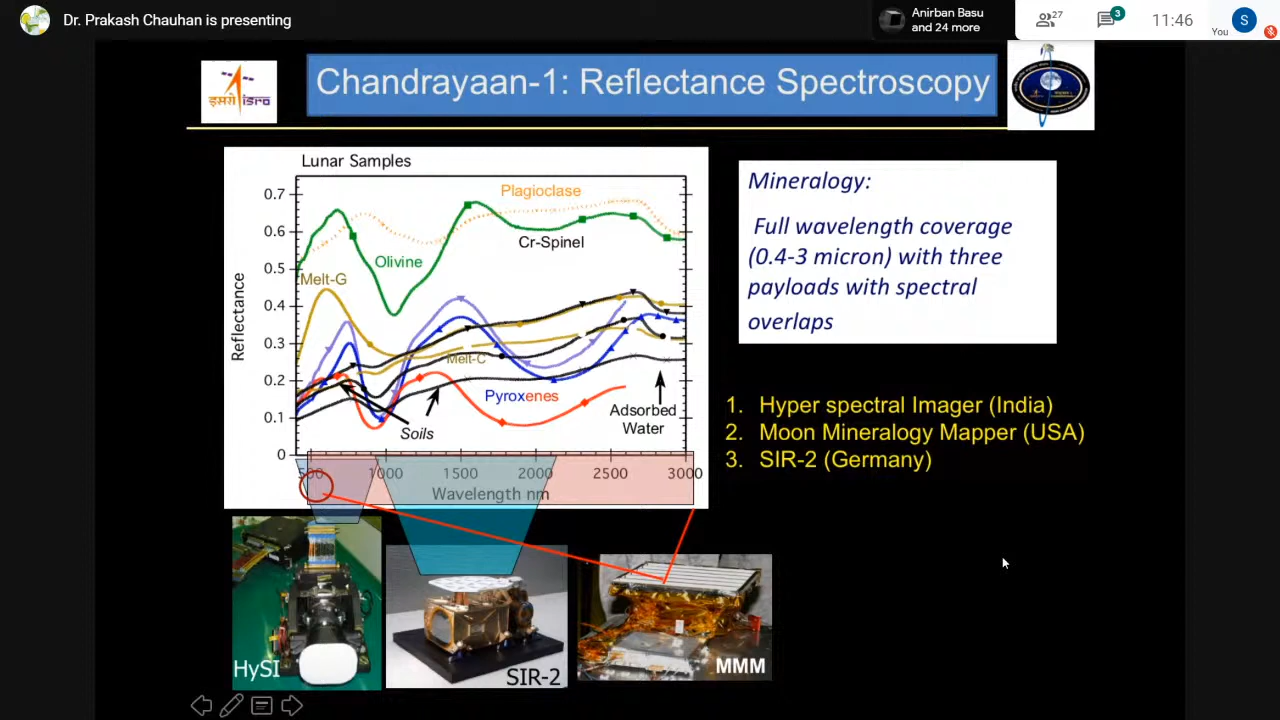 Dr. Prakash Chauhan is presenting
Anirban Basu
and 24 more
27
3
11:46
You
S
इसरो isro
Chandrayaan-1: Reflectance Spectroscopy
Lunar Samples
Plagioclase
Cr-Spinel
Olivine
Melt-G
Melt-C
Pyroxenes
Soils
Adsorbed
Water
Reflectance
0.7
0.6
0.5
0.4
0.3
0.2
0.1
0
500 1000 1500 2000 2500 3000
Wavelength nm
Mineralogy:
Full wavelength coverage
(0.4-3 micron) with three
payloads with spectral
overlaps
1. Hyper spectral Imager (India)
2. Moon Mineralogy Mapper (USA)
3. SIR-2 (Germany)
HySI
SIR-2
MMM